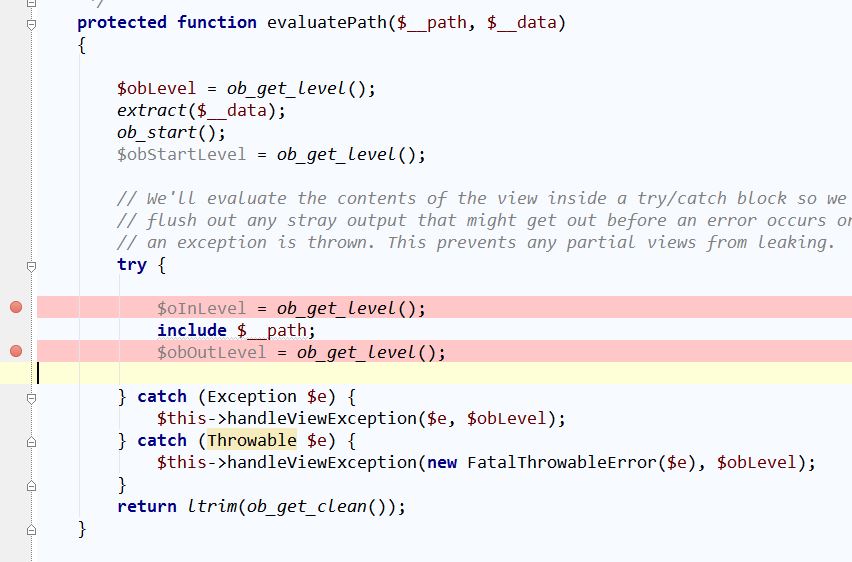 */
protected function evaluatePath($__path, $__data)
{
$obLevel = ob_get_level();
extract($__data);
ob_start();
$obStartLevel = ob_get_level();
// We'll evaluate the contents of the view inside a try/catch block so we
// flush out any stray output that might get out before an error occurs or
// an exception is thrown. This prevents any partial views from leaking.
try {
$oInLevel = ob_get_level();
include $__path;
$obOutLevel = ob_get_level();
} catch (Exception $e) {
$this->handleViewException($e, $obLevel);
} catch (Throwable $e) {
$this->handleViewException(new FatalThrowableError($e), $obLevel);
}
return ltrim(ob_get_clean());
}